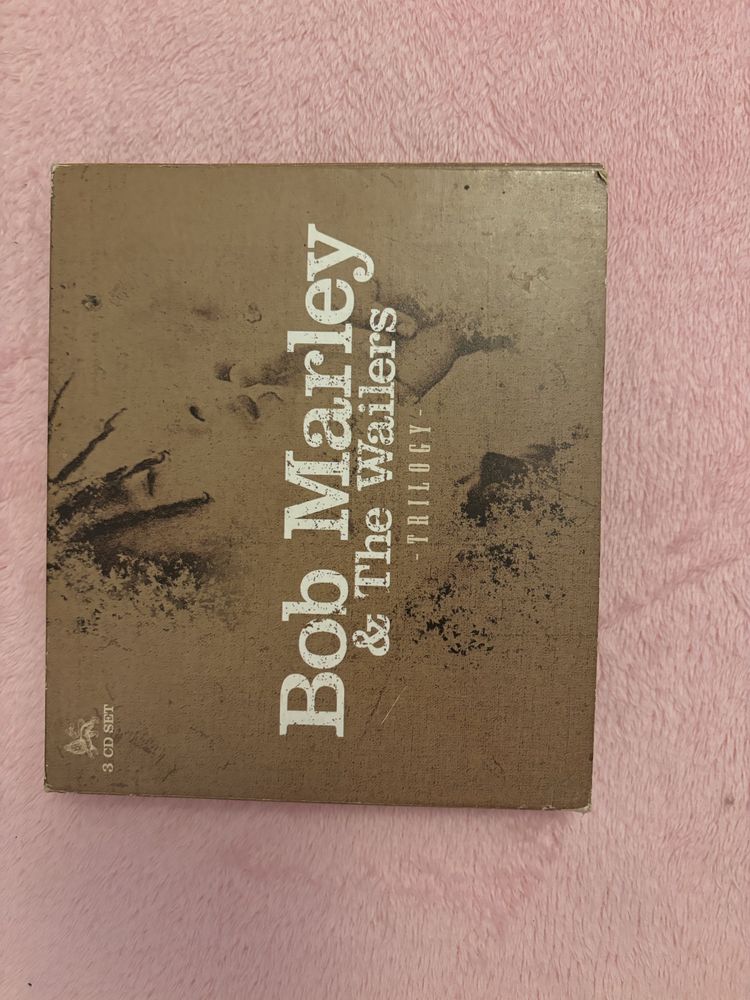 3 CD SET
Bob Marley
& The Wailers
-TRILOGY-